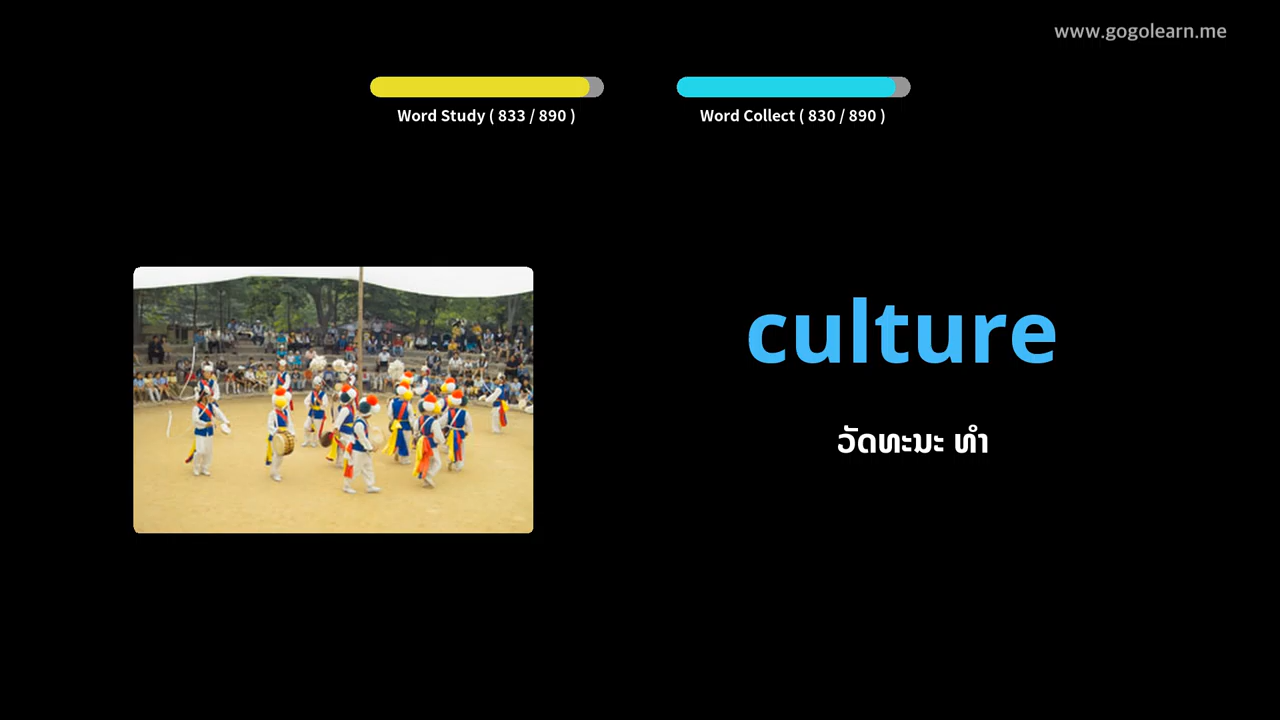 www.gogolearn.me
Word Study ( 833 / 890 )
Word Collect ( 830 / 890 )
culture
ວັດທະນະ ທຳ